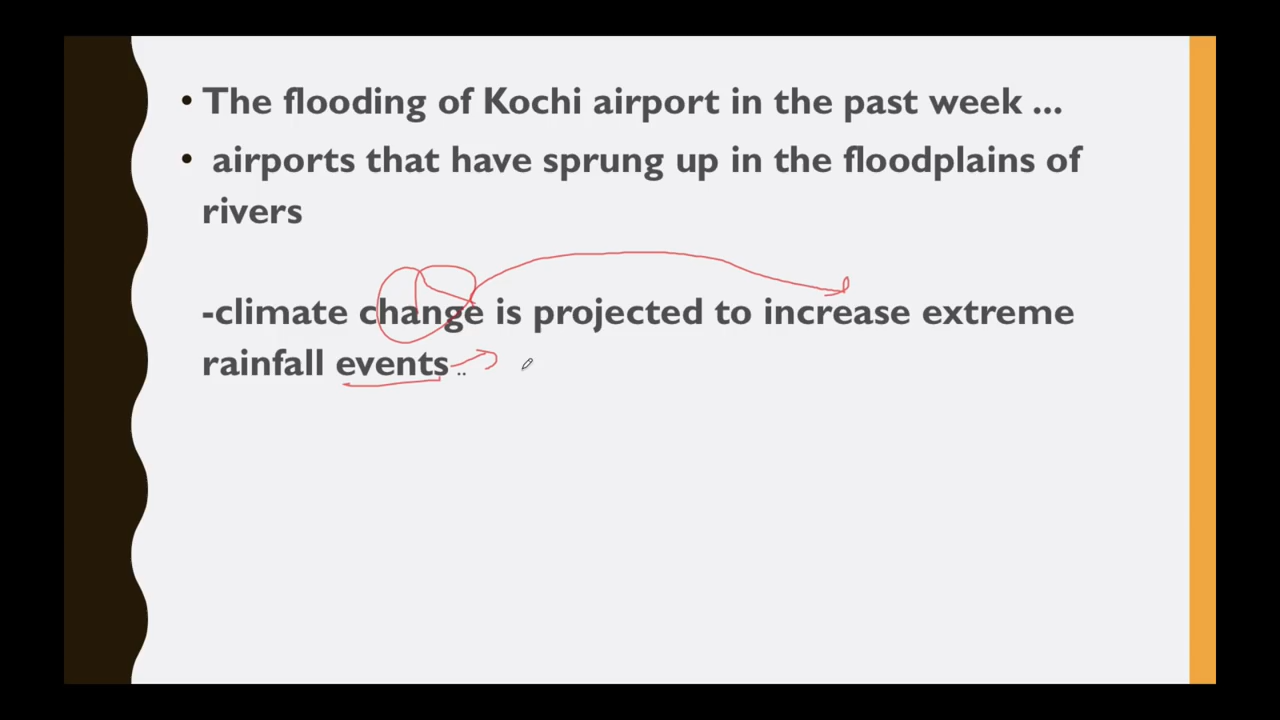 • The flooding of Kochi airport in the past week ...
• airports that have sprung up in the floodplains of
rivers
-climate change is projected to increase extreme
rainfall events ..